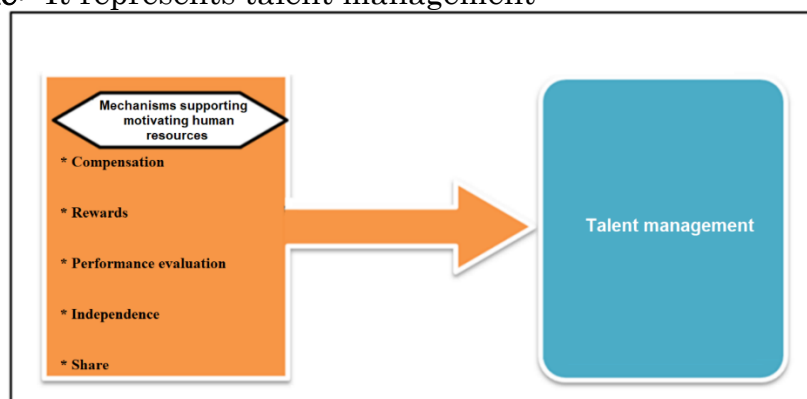 It represents talent management
Mechanisms supporting
motivating human
resources
* Compensation
* Rewards
* Performance evaluation
* Independence
* Share
Talent management